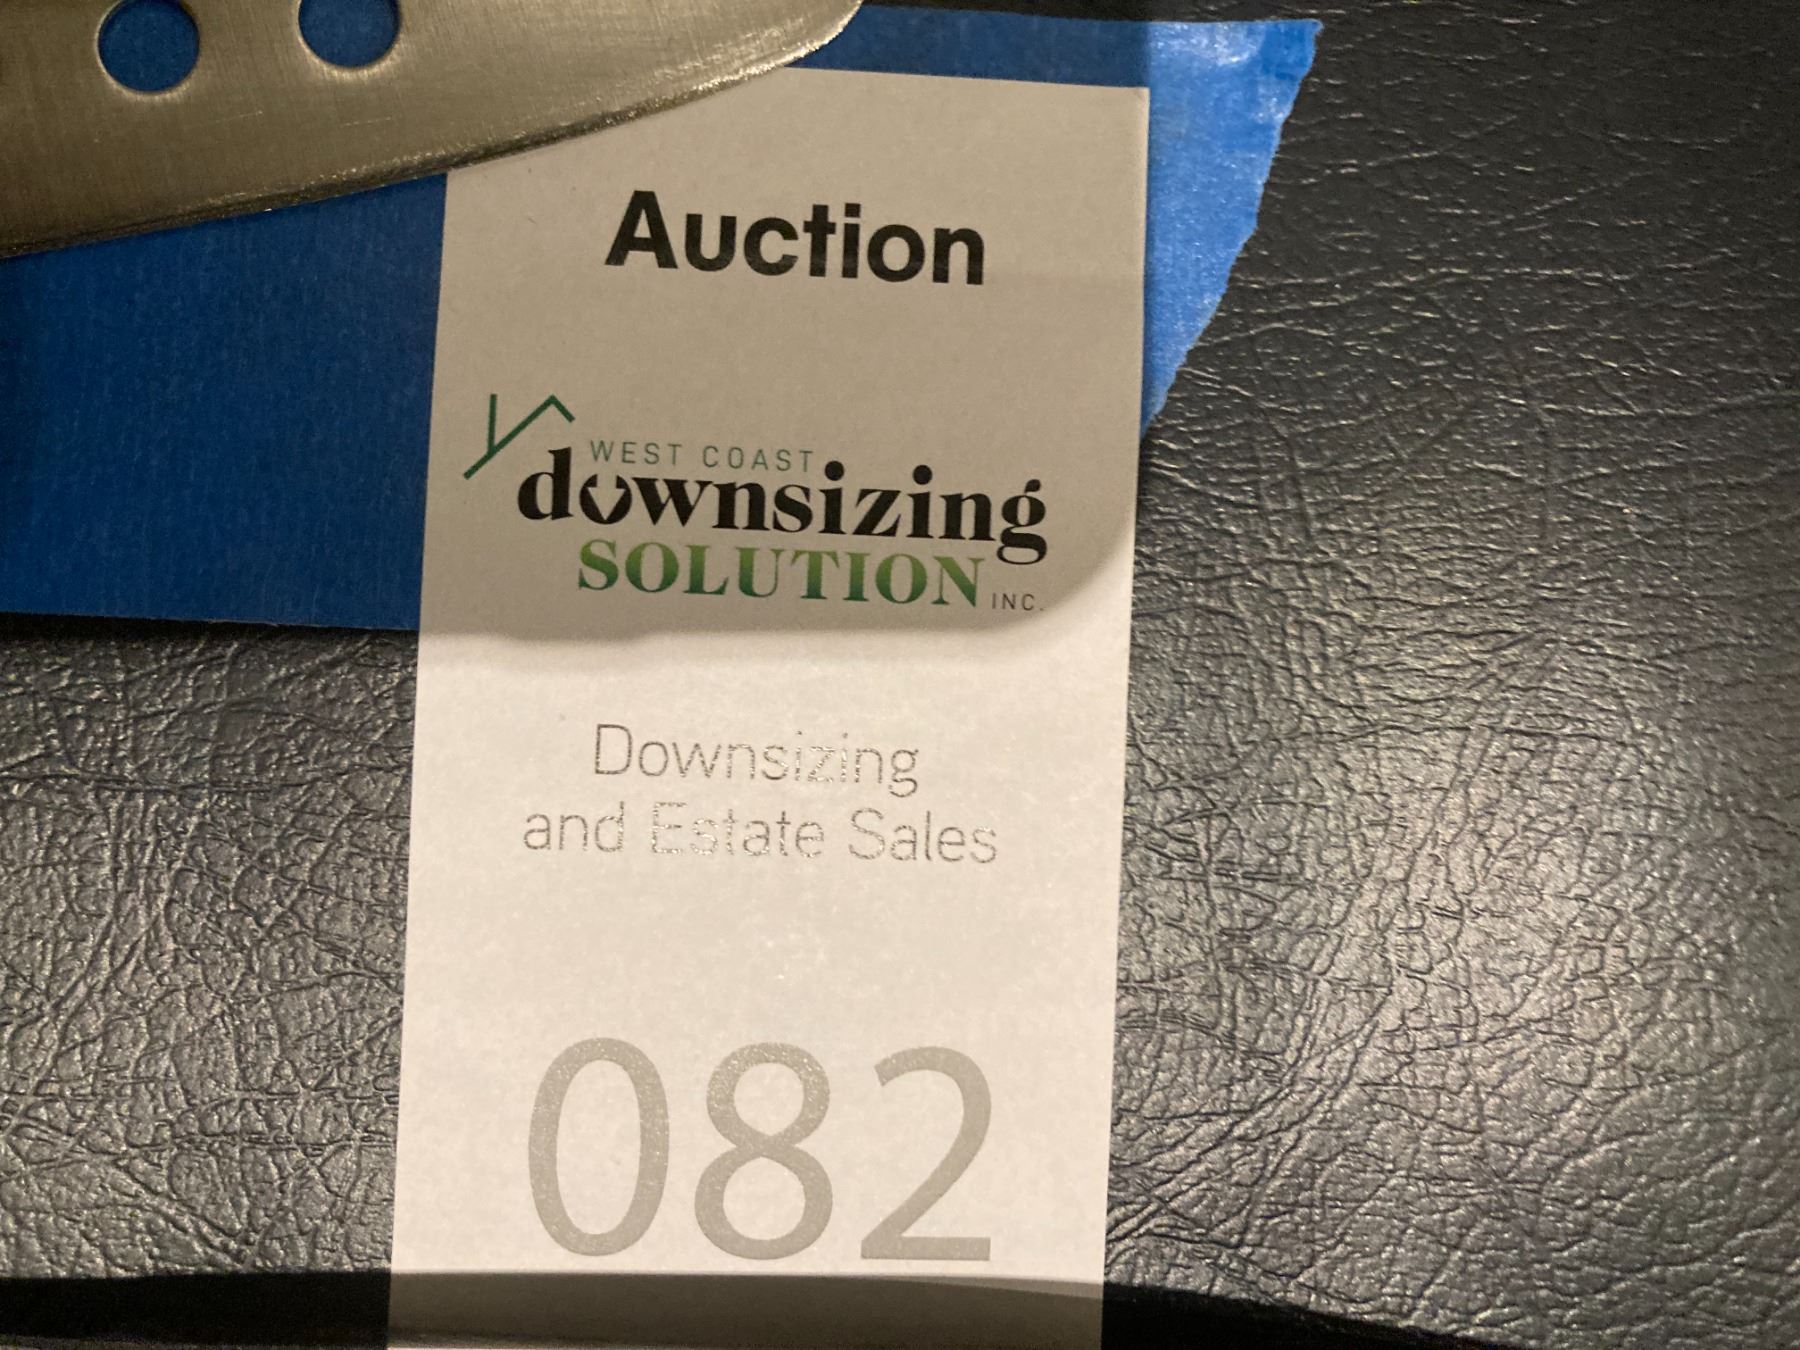 Auction
WEST COAST
downsizing
SOLUTION INC.
Downsizing
and Estate Sales
082